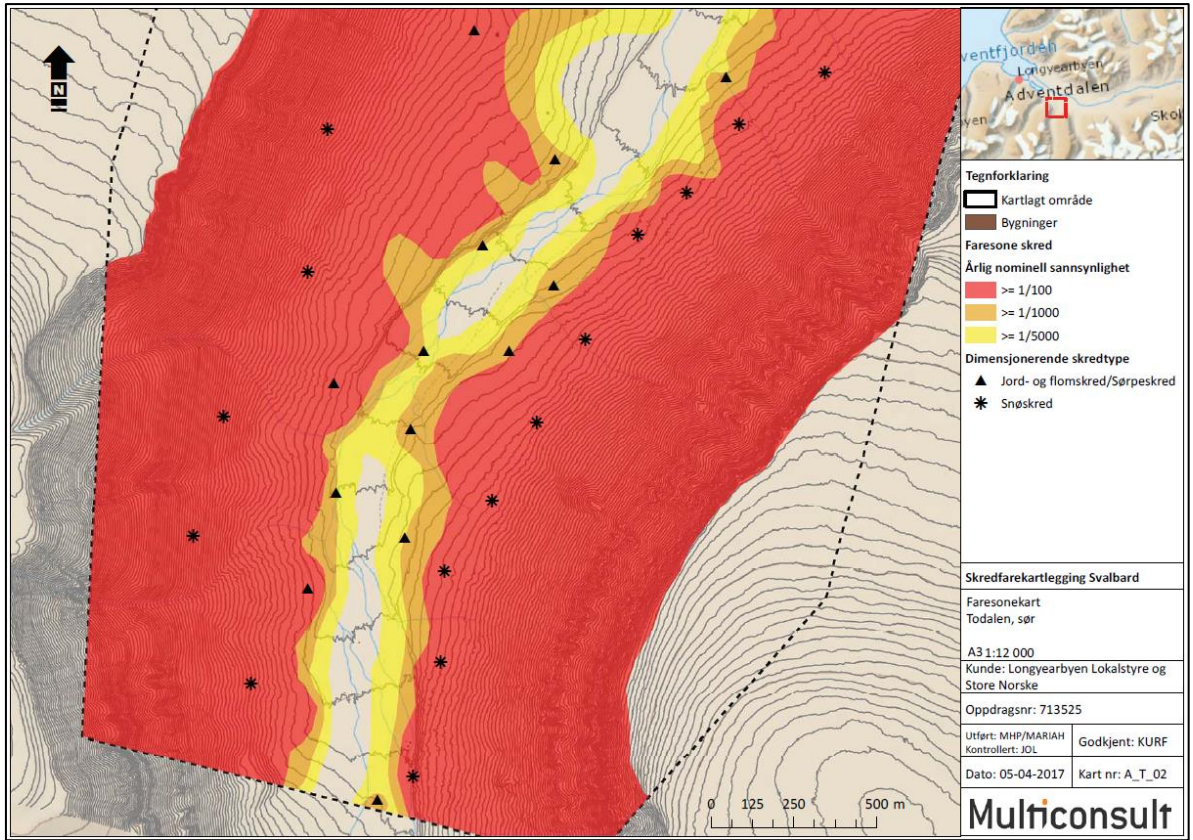 N
ventfjorden
Longyearbyen
Adventdalen
yen
Skol
Tegnforklaring
Kartlagt område
Bygninger
Faresone skred
Årlig nominell sannsynlighet
>= 1/100
>= 1/1000
>= 1/5000
Dimensjonerende skredtype
Jord- og flomskred/Sørpeskred
Snøskred
Skredfarekartlegging Svalbard
Faresonekart
Todalen, sør
A3 1:12 000
Kunde: Longyearbyen Lokalstyre og
Store Norske
Oppdragsnr: 713525
Utført: MHP/MARIAH
Kontrollert: JOL
Godkjent: KURF
Dato: 05-04-2017
Kart nr: A_T_02
0 125 250 500 m
Multiconsult